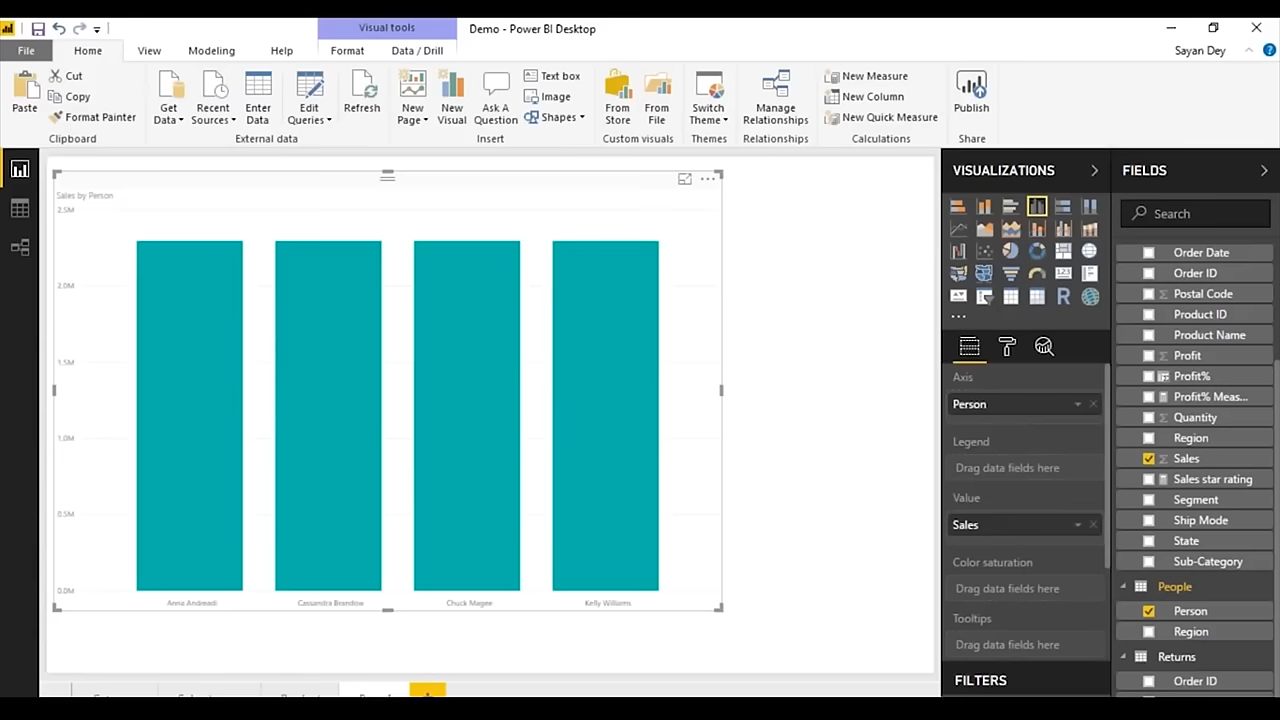 Visual tools
Demo - Power BI Desktop
File
Home
View
Modeling
Help
Format
Data / Drill
Sayan Dey
Paste
Cut
Copy
Format Painter
Clipboard
Get Data
Recent Sources
Enter Data
Edit Queries
External data
Refresh
New Page
New Visual
Ask A Question
Text box
Image
Shapes
Insert
From Store
From File
Custom visuals
Switch Theme
Themes
Manage Relationships
Relationships
New Measure
New Column
New Quick Measure
Calculations
Publish
Share
Sales by Person
2.5M
2.0M
1.5M
1.0M
0.5M
0.0M
Anna Andreadi
Cassandra Brandow
Chuck Magee
Kelly Williams
VISUALIZATIONS
R
Axis
Person
Legend
Drag data fields here
Value
Sales
Color saturation
Drag data fields here
Tooltips
Drag data fields here
FILTERS
FIELDS
Search
Order Date
Order ID
Postal Code
Product ID
Product Name
Profit
Profit%
Profit% Meas...
Quantity
Region
Sales
Sales star rating
Segment
Ship Mode
State
Sub-Category
People
Person
Region
Returns
Order ID